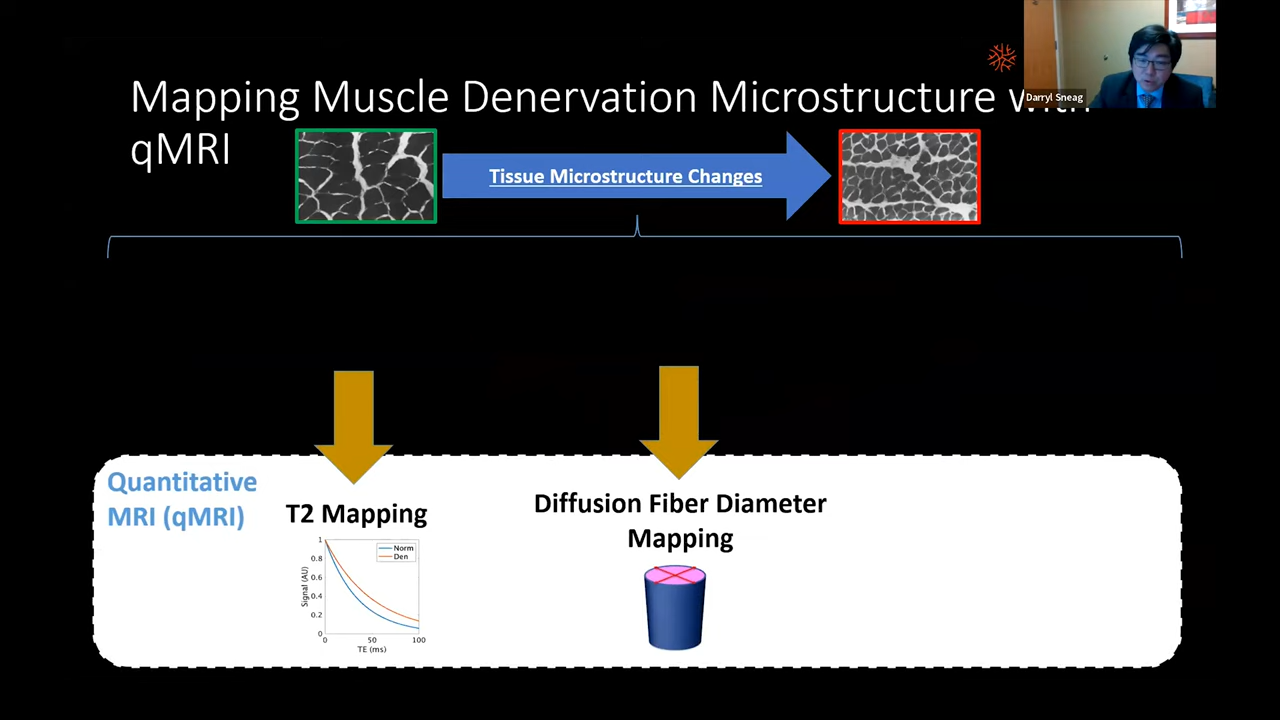 Mapping Muscle Denervation Microstructure with
qMRI
Darryl Sneag
Tissue Microstructure Changes
Quantitative
MRI (qMRI)
T2 Mapping
Diffusion Fiber Diameter
Mapping
1
0.8
0.6
0.4
0.2
0
Signal (AU)
Norm
Den
0
50
100
TE (ms)